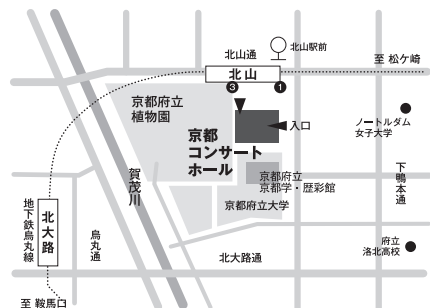 北山駅前
北山通
至 松ケ崎
北山
3
1
京都府立
植物園
入口
ノートルダム
女子大学
京都
コンサート
ホール
賀茂川
京都府立
京都学・歴彩館
下鴨本通
京都府立大学
地下鉄烏丸線
北大路
烏丸通
府立
洛北高校
北大路通
至 鞍馬口